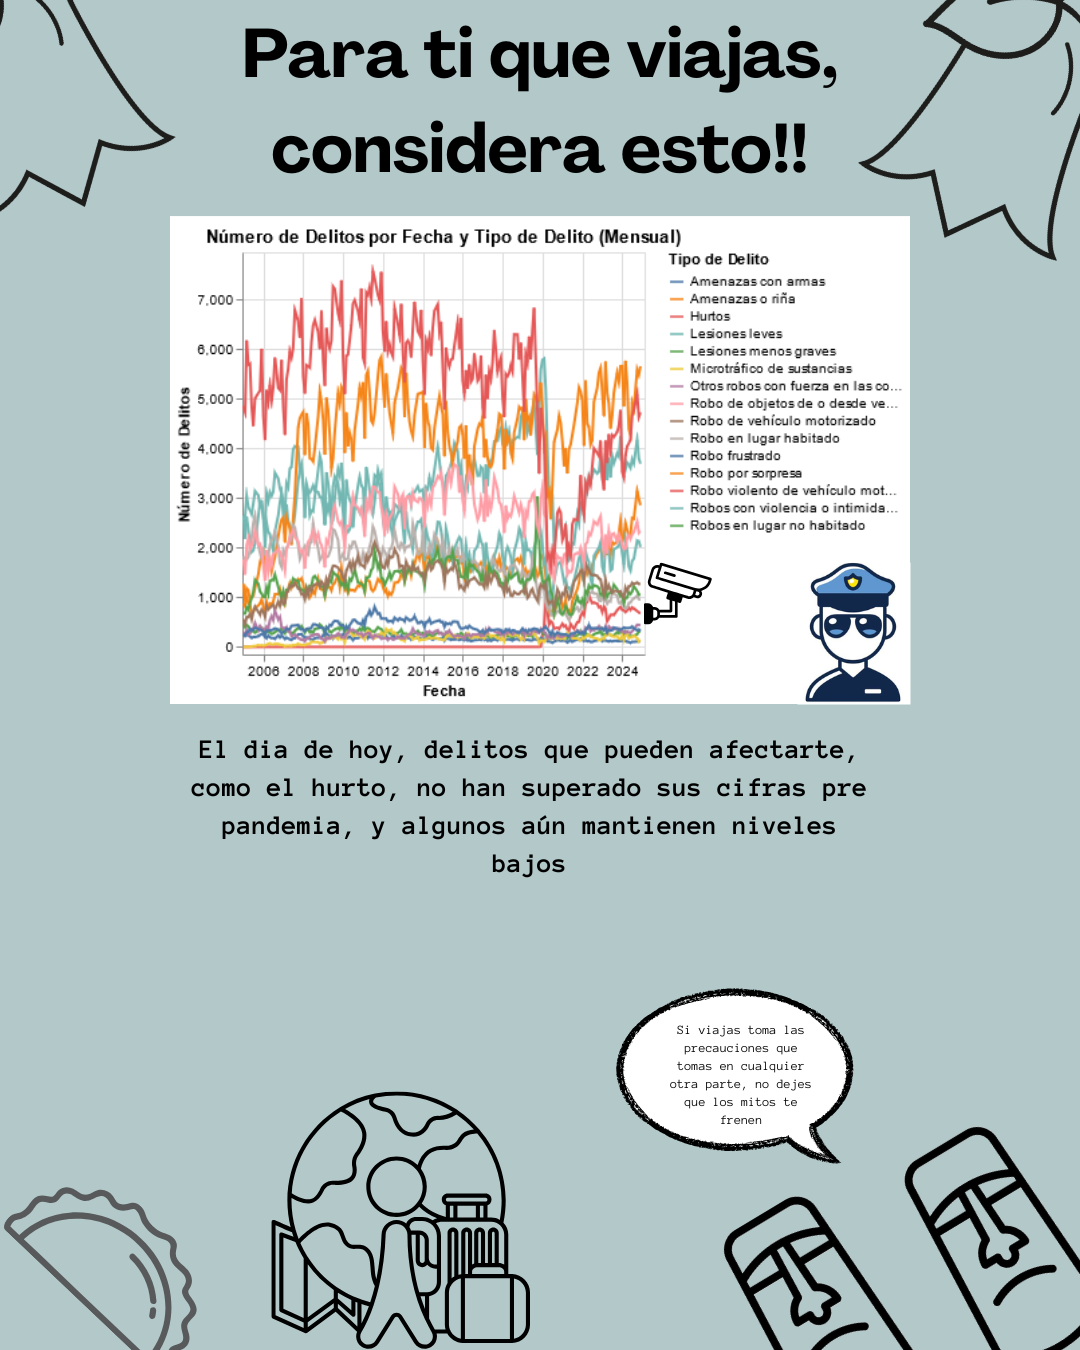 Para ti que viajas,
considera esto!!
Número de Delitos por Fecha y Tipo de Delito (Mensual)
Tipo de Delito
Amenazas con armas
Amenazas o riña
Hurtos
Lesiones leves
Lesiones menos graves
Microtráfico de sustancias
Otros robos con fuerza en las co...
Robo de objetos de o desde ve...
Robo de vehículo motorizado
Robo en lugar habitado
Robo frustrado
Robo por sorpresa
Robo violento de vehículo mot...
Robos con violencia o intimida...
Robos en lugar no habitado
Número de Delitos
7,000
6,000
5,000
4,000
3,000
2,000
1,000
0
2006 2008 2010 2012 2014 2016 2018 2020 2022 2024
Fecha
El dia de hoy, delitos que pueden afectarte,
como el hurto, no han superado sus cifras pre
pandemia, y algunos aún mantienen niveles
bajos
Si viajas toma las
precauciones que
tomas en cualquier
otra parte, no dejes
que los mitos te
frenen